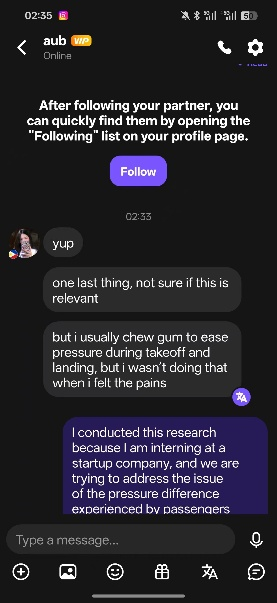 02:35
aub VIP
Online
After following your partner, you
can quickly find them by opening the
"Following" list on your profile page.
Follow
02:33
yup
one last thing, not sure if this is
relevant
but i usually chew gum to ease
pressure during takeoff and
landing, but i wasn't doing that
when i felt the pains
I conducted this research
because I am interning at a
startup company, and we are
trying to address the issue
of the pressure difference
experienced by passengers
Type a message...